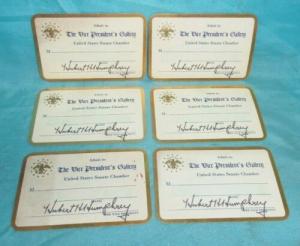 Admit to
The Vice President's Gallery
United States Senate Chamber
M
Hubert H. Humphrey
Admit to
The Vice President's Gallery
United States Senate Chamber
M
Hubert H. Humphrey
Admit to
The Vice President's Gallery
United States Senate Chamber
M
Hubert H. Humphrey
Admit to
The Vice President's Gallery
United States Senate Chamber
M
Hubert H. Humphrey
Admit to
The Vice President's Gallery
United States Senate Chamber
M
Hubert H. Humphrey
Admit to
The Vice President's Gallery
United States Senate Chamber
M
Hubert H. Humphrey